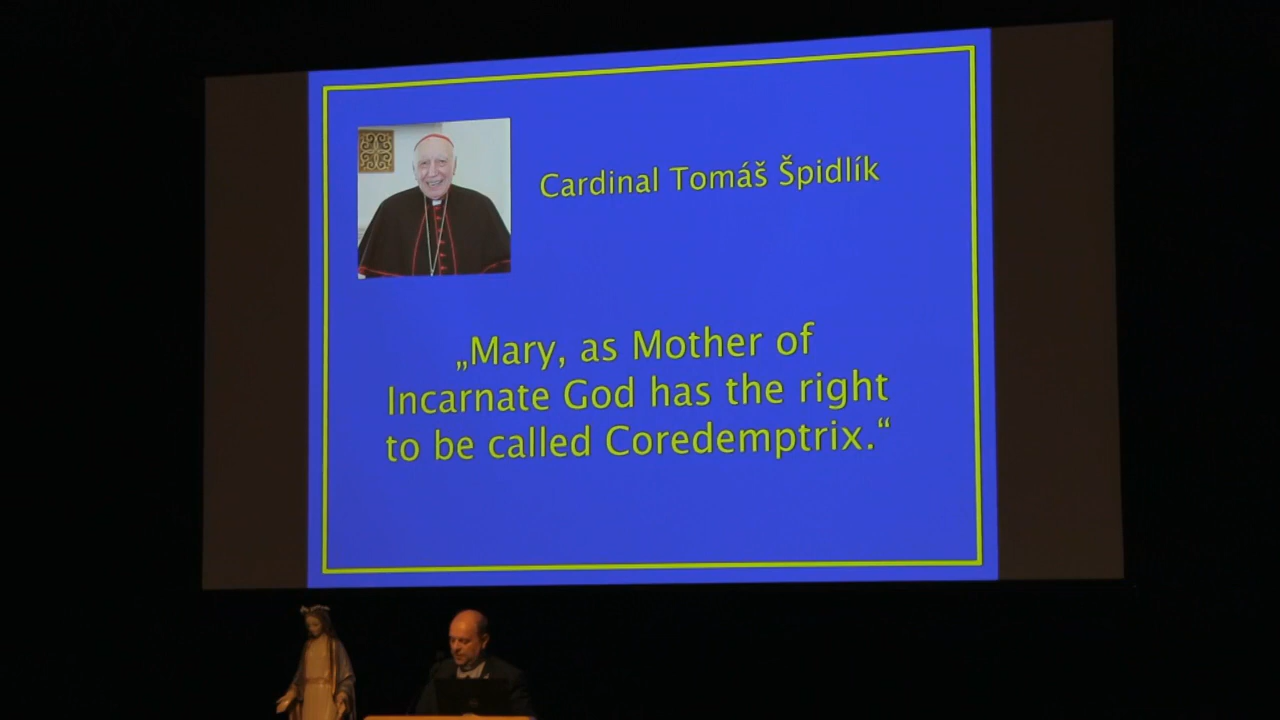 Cardinal Tomáš Špidlík
„Mary, as Mother of
Incarnate God has the right
to be called Coredemptrix.“